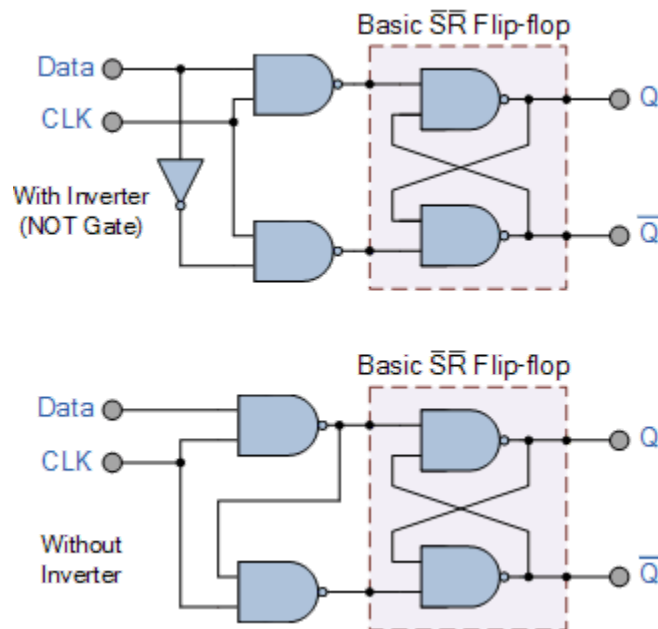 Basic S̅R̅ Flip-flop
Data
CLK
Q
With Inverter
(NOT Gate)
Q̅
Basic S̅R̅ Flip-flop
Data
CLK
Q
Without
Inverter
Q̅